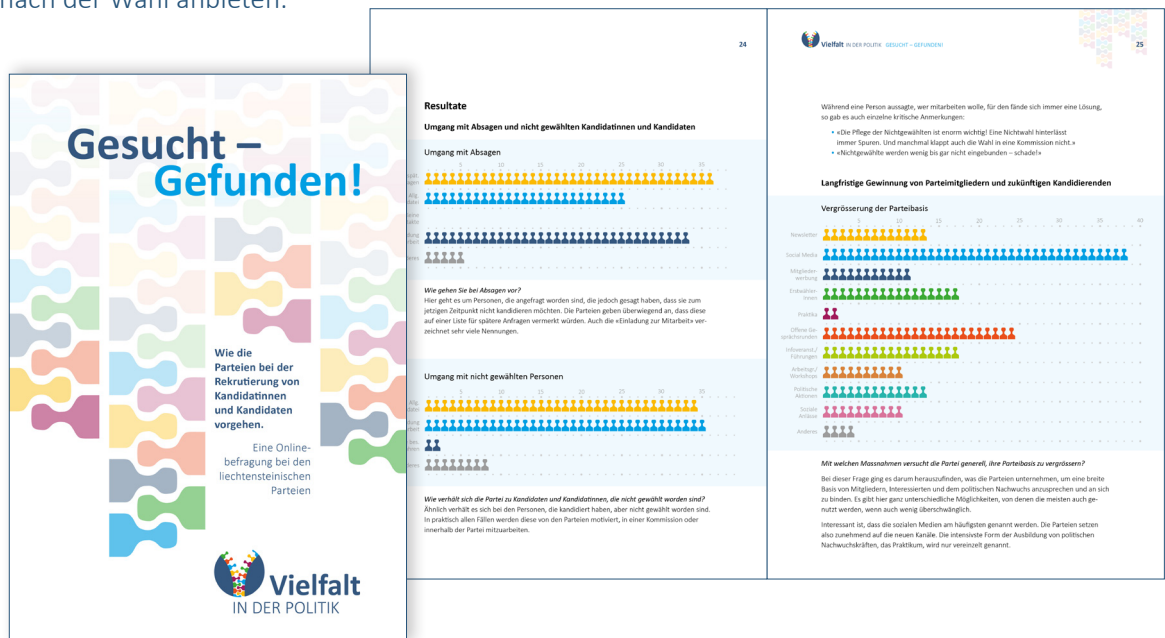 nach der Wahl anbieten.
Gesucht –
Gefunden!
Wie die
Parteien bei der
Rekrutierung von
Kandidatinnen
und Kandidaten
vorgehen.
Eine Online-
befragung bei den
liechtensteinischen
Parteien
Vielfalt
IN DER POLITIK
24
Resultate
Umgang mit Absagen und nicht gewählten Kandidatinnen und Kandidaten
Umgang mit Absagen
5 10 15 20 25 30 35
Wie gehen Sie bei Absagen vor?
Hier geht es um Personen, die angefragt worden sind, die jedoch gesagt haben, dass sie zum
jetzigen Zeitpunkt nicht kandidieren möchten. Die Parteien geben überwiegend an, dass diese
auf einer Liste für spätere Anfragen vermerkt würden. Auch die «Einladung zur Mitarbeit» ver-
zeichnet sehr viele Nennungen.
Umgang mit nicht gewählten Personen
5 10 15 20 25 30 35
Wie verhält sich die Partei zu Kandidaten und Kandidatinnen, die nicht gewählt worden sind?
Ähnlich verhält es sich bei den Personen, die kandidiert haben, aber nicht gewählt worden sind.
In praktisch allen Fällen werden diese von den Parteien motiviert, in einer Kommission oder
innerhalb der Partei mitzuarbeiten.
Vielfalt IN DER POLITIK GESUCHT – GEFUNDEN!
25
Während eine Person aussagte, wer mitarbeiten wolle, für den fände sich immer eine Lösung,
so gab es auch einzelne kritische Anmerkungen:
• «Die Pflege der Nichtgewählten ist enorm wichtig! Eine Nichtwahl hinterlässt
immer Spuren. Und manchmal klappt auch die Wahl in eine Kommission nicht.»
• «Nichtgewählte werden wenig bis gar nicht eingebunden – schade!»
Langfristige Gewinnung von Parteimitgliedern und zukünftigen Kandidierenden
Vergrösserung der Parteibasis
5 10 15 20 25 30 35 40
Newsletter
Social Media
Mitglieder-
werbung
Erstwähler-
Innen
Praktika
Offene Ge-
sprächsrunden
Infoveranst./
Führungen
Arbeitsgr./
Workshops
Politische
Aktionen
Soziale
Anlässe
Anderes
Mit welchen Massnahmen versucht die Partei generell, ihre Parteibasis zu vergrössern?
Bei dieser Frage ging es darum herauszufinden, was die Parteien unternehmen, um eine breite
Basis von Mitgliedern, Interessierten und dem politischen Nachwuchs anzusprechen und an sich
zu binden. Es gibt hier ganz unterschiedliche Möglichkeiten, von denen die meisten auch ge-
nutzt werden, wenn auch wenig überschwänglich.
Interessant ist, dass die sozialen Medien am häufigsten genannt werden. Die Parteien setzen
also zunehmend auf die neuen Kanäle. Die intensivste Form der Ausbildung von politischen
Nachwuchskräften, das Praktikum, wird nur vereinzelt genannt.